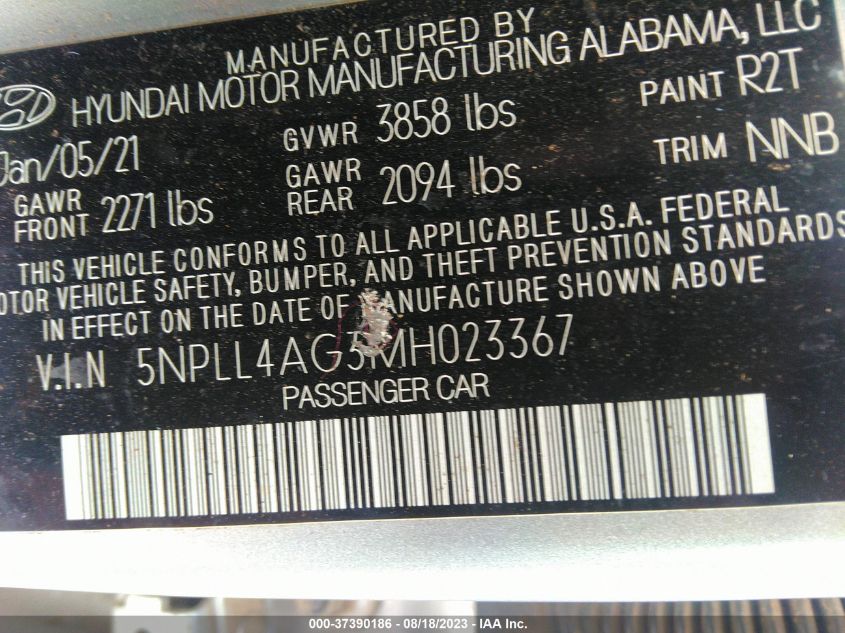 MANUFACTURED BY
HYUNDAI MOTOR MANUFACTURING ALABAMA, LLC
Jan/05/21 GVWR 3858 lbs PAINT R2T
GAWR FRONT 2271 lbs GAWR REAR 2094 lbs TRIM NNB
THIS VEHICLE CONFORMS TO ALL APPLICABLE U.S.A. FEDERAL
MOTOR VEHICLE SAFETY, BUMPER, AND THEFT PREVENTION STANDARDS
IN EFFECT ON THE DATE OF MANUFACTURE SHOWN ABOVE
V.I.N 5NPLL4AG3MH023367
PASSENGER CAR
000-37390186 - 08/18/2023 - IAA Inc.